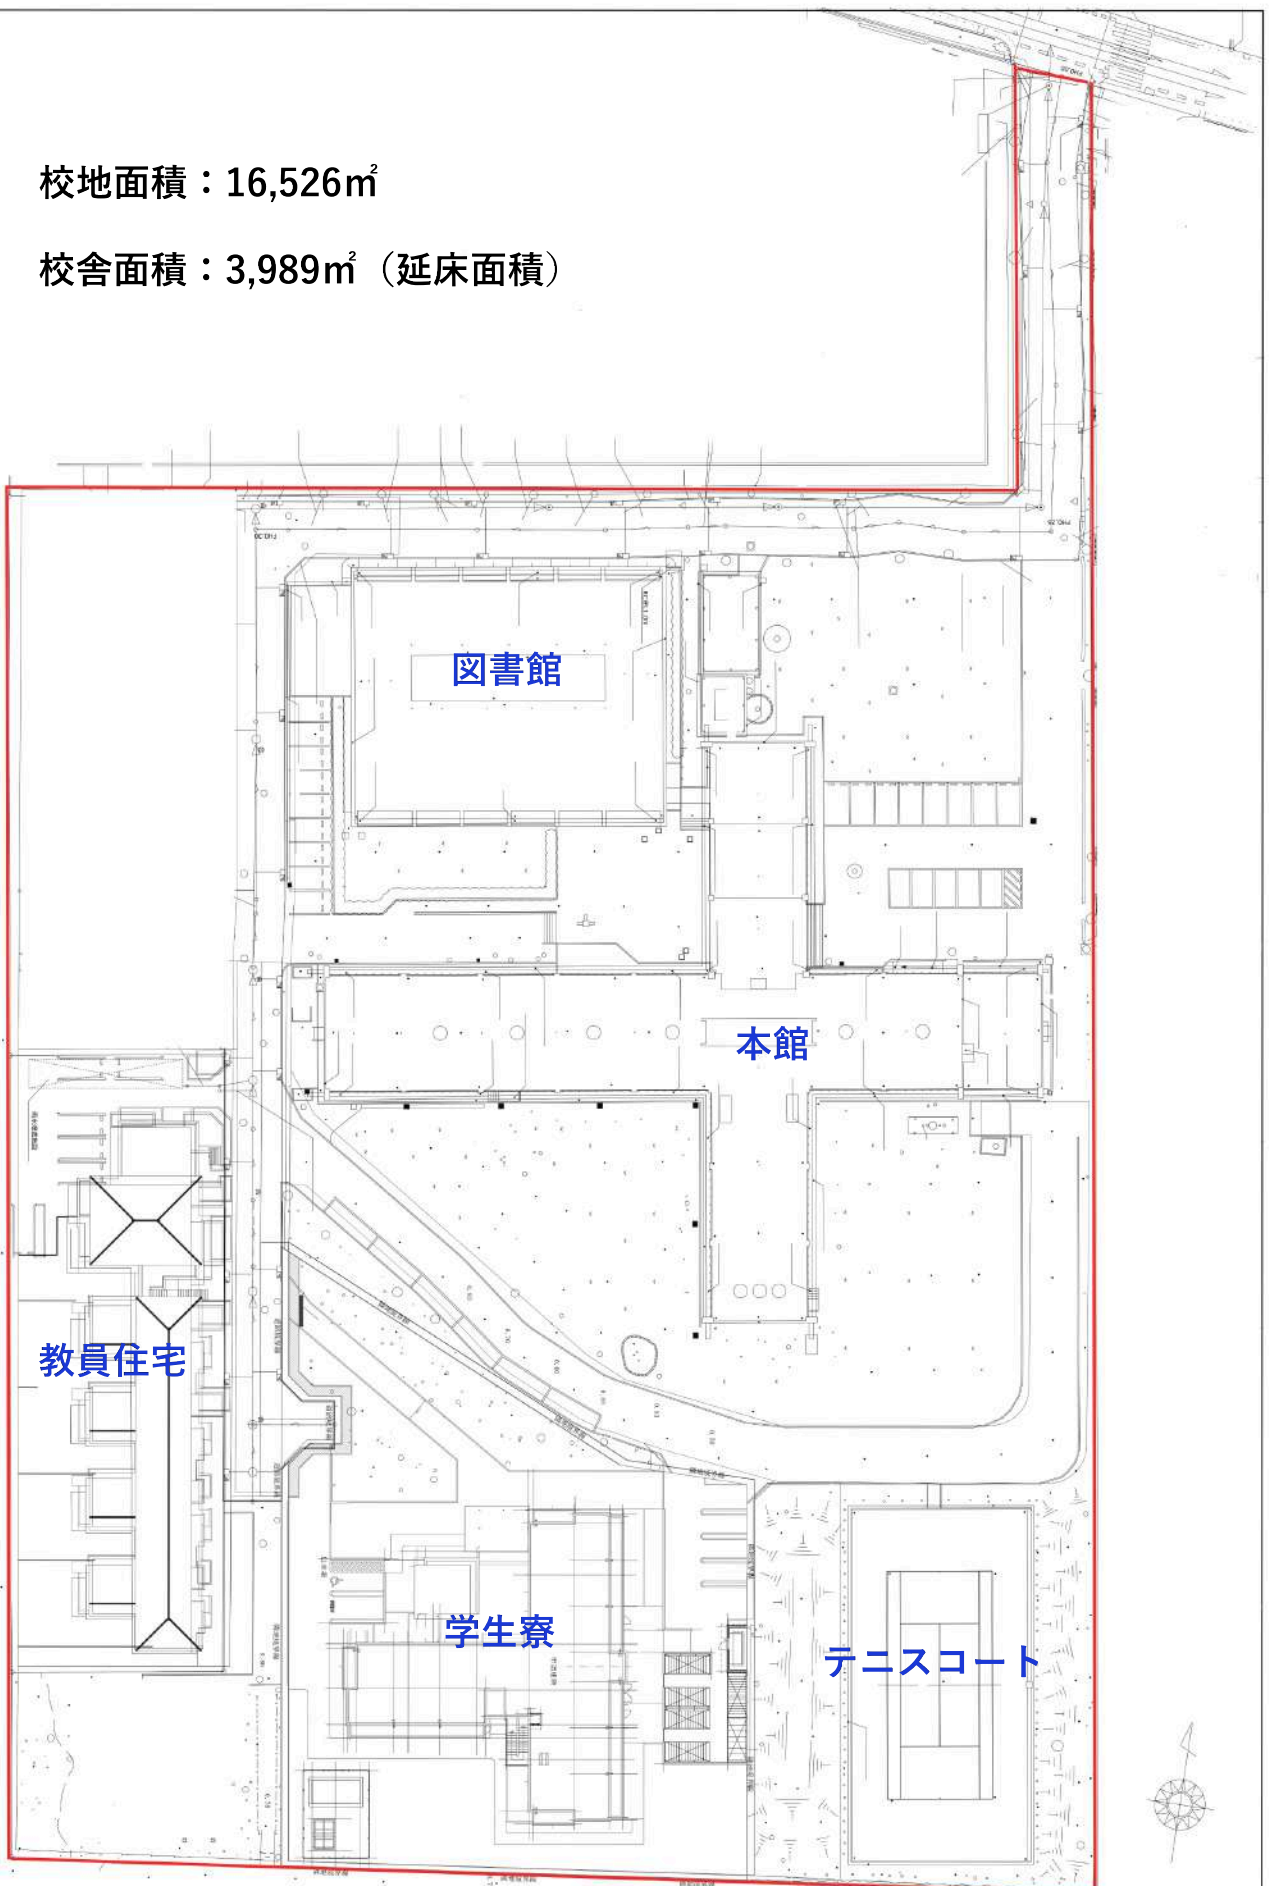 校地面積：16,526㎡
校舎面積：3,989㎡（延床面積）
図書館
本館
教員住宅
学生寮
テニスコート